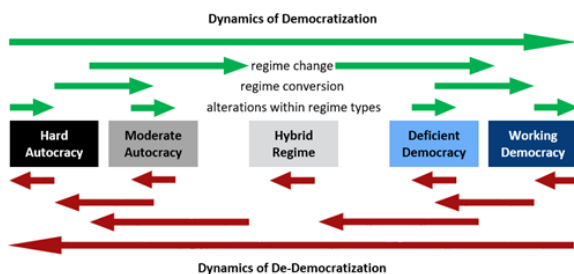 Dynamics of Democratization
regime change
regime conversion
alterations within regime types
Hard
Autocracy
Moderate
Autocracy
Hybrid
Regime
Deficient
Democracy
Working
Democracy
Dynamics of De-Democratization